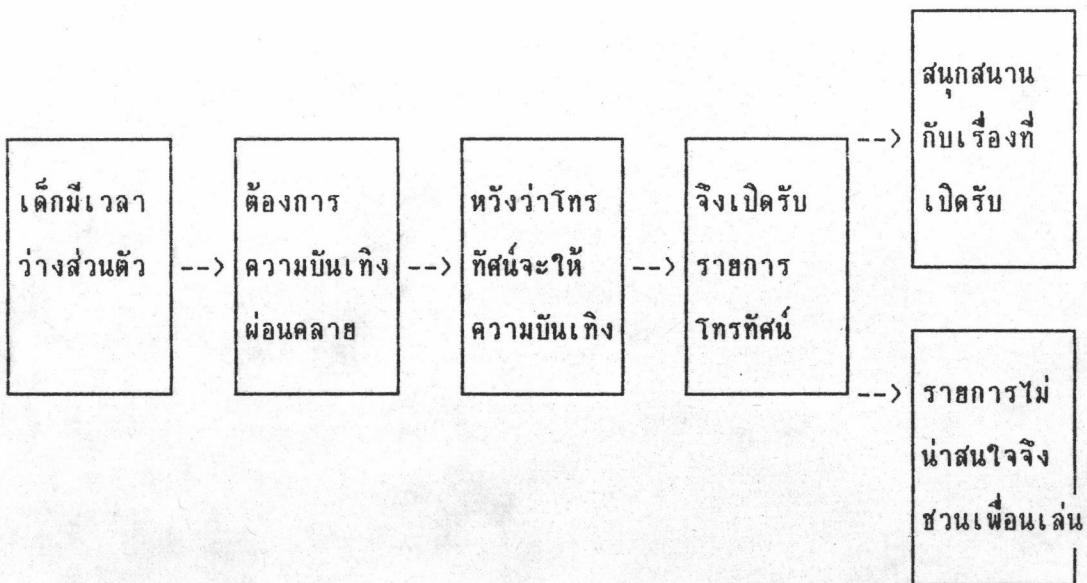 เด็กมีเวลา
ว่างส่วนตัว
-->
ต้องการ
ความบันเทิง
ผ่อนคลาย
-->
หวังว่าโทร
ทัศน์จะให้
ความบันเทิง
-->
จึงเปิดรับ
รายการ
โทรทัศน์
-->
สนุกสนาน
กับเรื่องที่
เปิดรับ
-->
รายการไม่
น่าสนใจจึง
ชวนเพื่อนเล่น